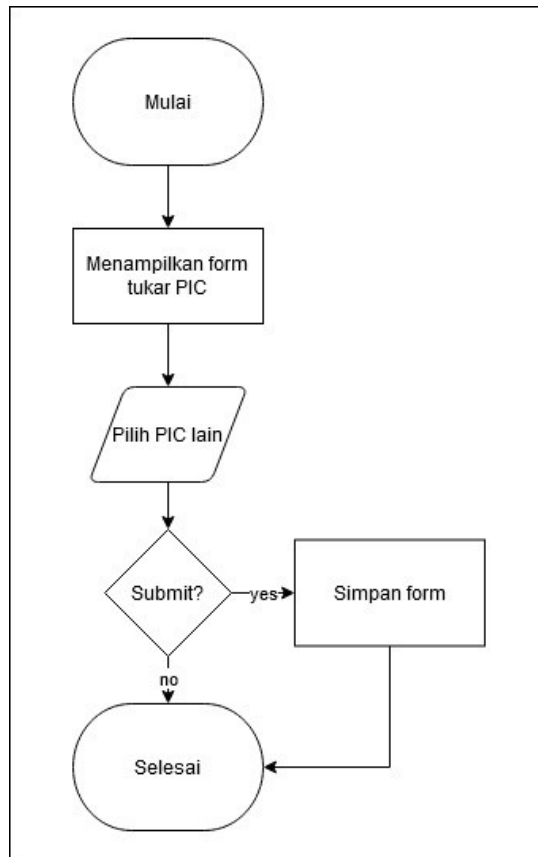 Mulai
Menampilkan form
tukar PIC
Pilih PIC lain
Submit?
yes
Simpan form
no
Selesai